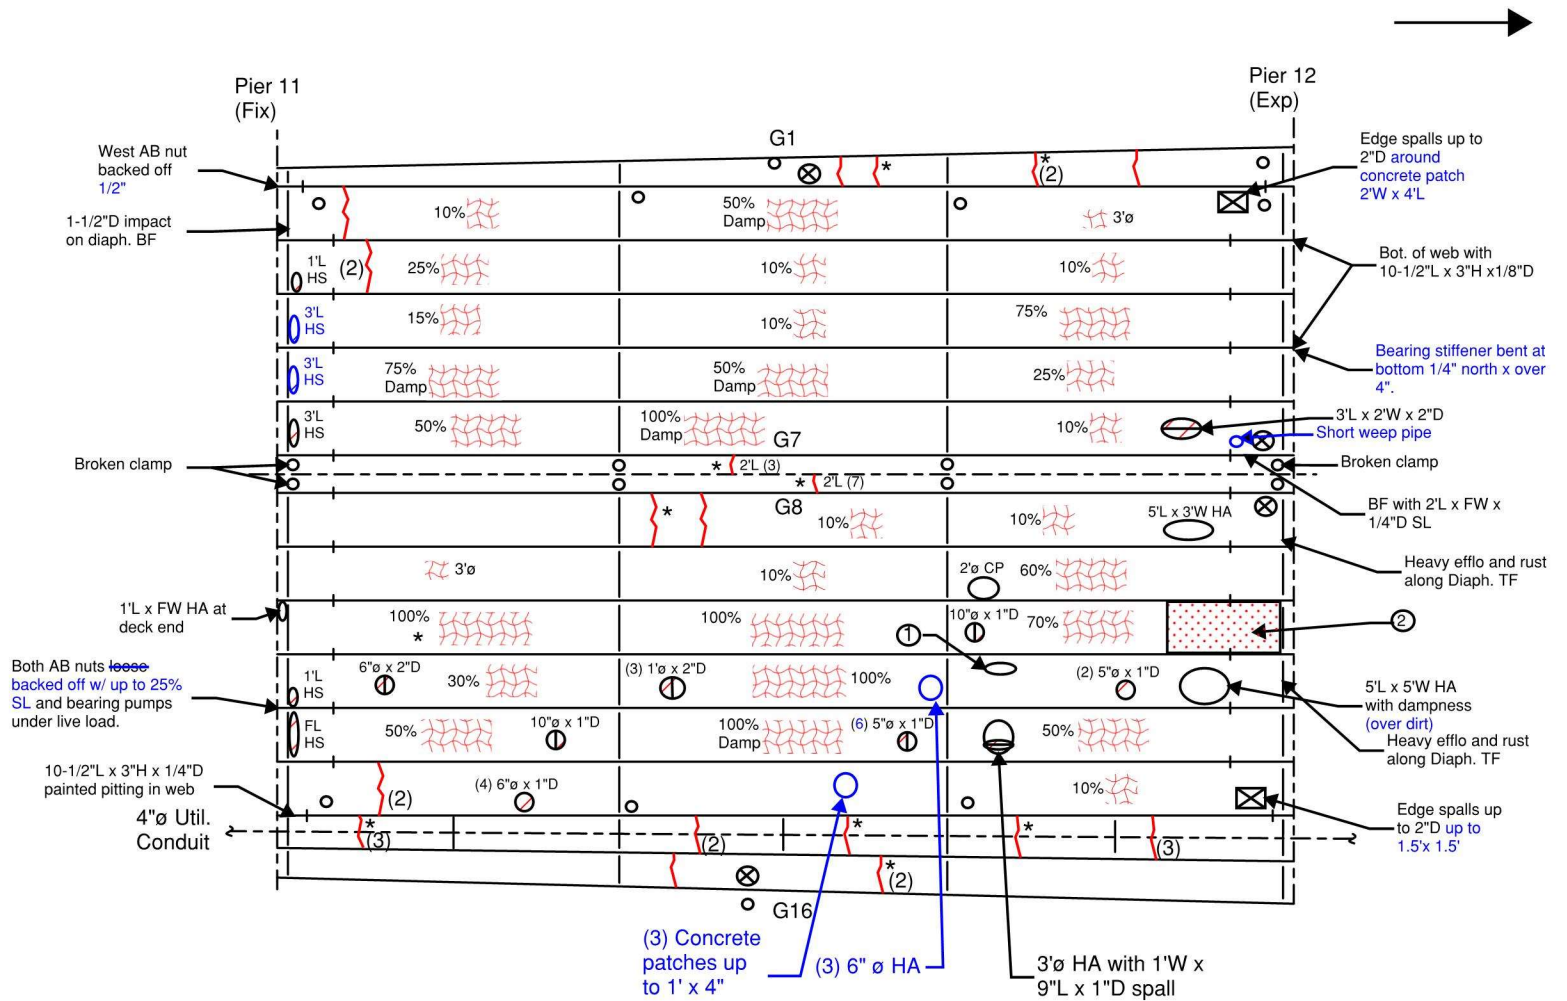 Pier 11
(Fix)
Pier 12
(Exp)
G1
West AB nut
backed off
1/2"
Edge spalls up to
2"D around
concrete patch
2'W x 4'L
*
*
(2)
1-1/2"D impact
on diaph. BF
10%
50%
Damp
3'ø
1'L
HS
(2)
25%
10%
10%
Bot. of web with
10-1/2"L x 3"H x1/8"D
3'L
HS
15%
10%
75%
3'L
HS
75%
Damp
50%
Damp
25%
Bearing stiffener bent at
bottom 1/4" north x over
4".
3'L
HS
50%
100%
Damp
G7
10%
3'L x 2'W x 2"D
Short weep pipe
Broken clamp
* 2'L (3)
* 2'L (7)
Broken clamp
G8
*
10%
10%
5'L x 3'W HA
BF with 2'L x FW x
1/4"D SL
3'ø
10%
2'ø CP
60%
Heavy efflo and rust
along Diaph. TF
1'L x FW HA at
deck end
100%
*
100%
1
10"ø x 1"D
70%
2
Both AB nuts loose
backed off w/ up to 25%
SL and bearing pumps
under live load.
1'L
HS
6"ø x 2"D
30%
(3) 1'ø x 2"D
100%
(2) 5"ø x 1"D
5'L x 5'W HA
with dampness
(over dirt)
FL
HS
50%
10"ø x 1"D
100%
Damp
(6) 5"ø x 1"D
50%
Heavy efflo and rust
along Diaph. TF
10-1/2"L x 3"H x 1/4"D
painted pitting in web
(2)
(4) 6"ø x 1"D
10%
Edge spalls up
to 2"D up to
1.5'x 1.5'
4"ø Util.
Conduit
*
(3)
(2)
*
*
(3)
*
(2)
G16
(3) Concrete
patches up
to 1' x 4"
(3) 6" ø HA
3'ø HA with 1'W x
9"L x 1"D spall